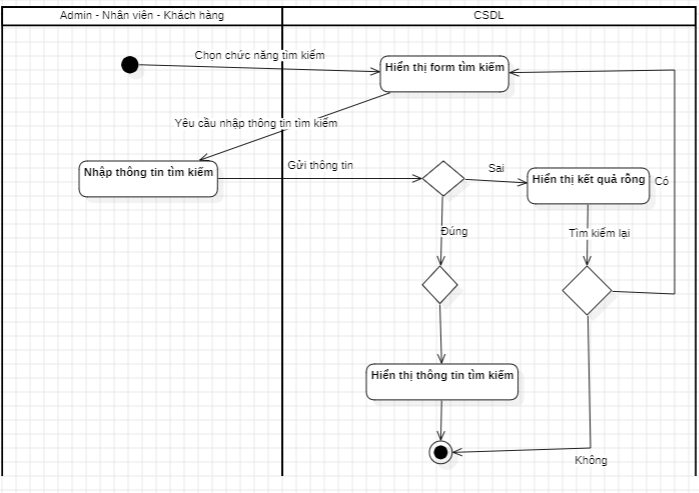 Admin - Nhân viên - Khách hàng
CSDL
Chọn chức năng tìm kiếm
Hiển thị form tìm kiếm
Yêu cầu nhập thông tin tìm kiếm
Nhập thông tin tìm kiếm
Gửi thông tin
Sai
Hiển thị kết quả rỗng
Có
Đúng
Tìm kiếm lại
Hiển thị thông tin tìm kiếm
Không